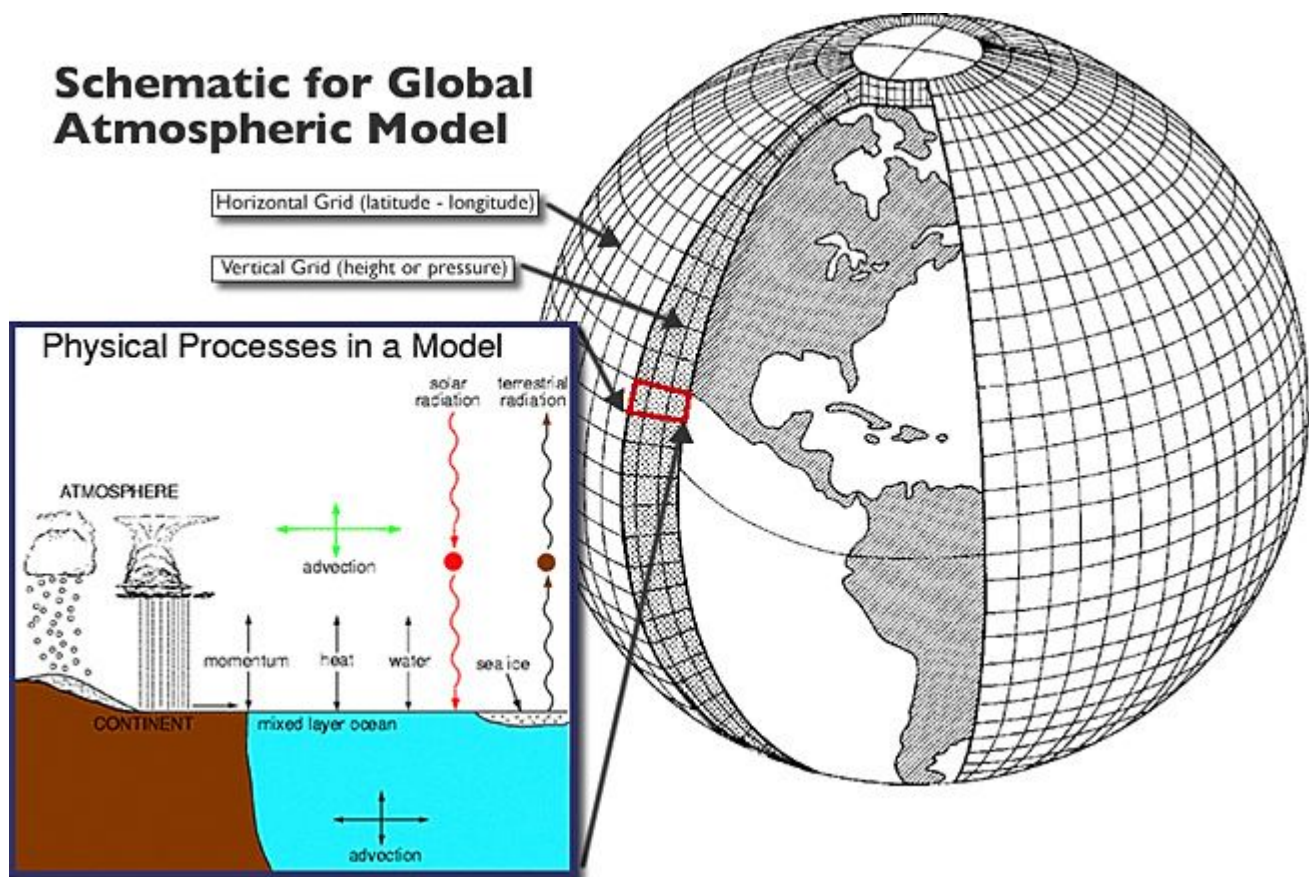 Schematic for Global
Atmospheric Model
Horizontal Grid (latitude - longitude)
Vertical Grid (height or pressure)
Physical Processes in a Model
solar
radiation
terrestrial
radiation
ATMOSPHERE
advection
momentum
heat
water
sea ice
CONTINENT
mixed layer ocean
advection